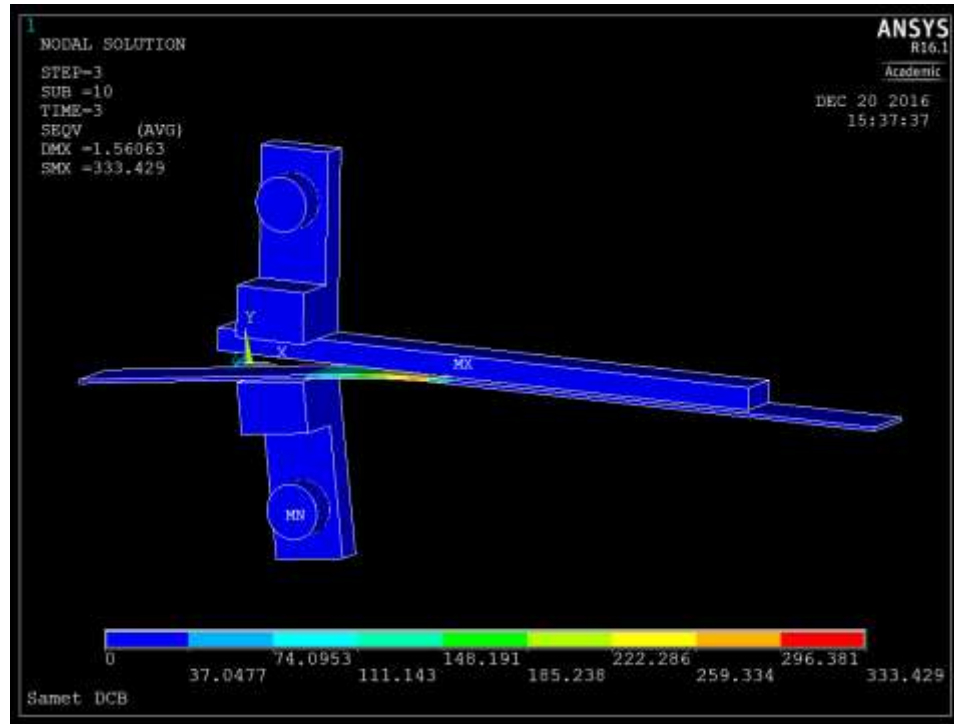 1
NODAL SOLUTION
STEP=3
SUB =10
TIME=3
SEQV (AVG)
DMX =1.56063
SMX =333.429
ANSYS
R16.1
Academic
DEC 20 2016
15:37:37
Y
X
MX
MN
0
37.0477
74.0953
111.143
148.191
185.238
222.286
259.334
296.381
333.429
Samet DCB